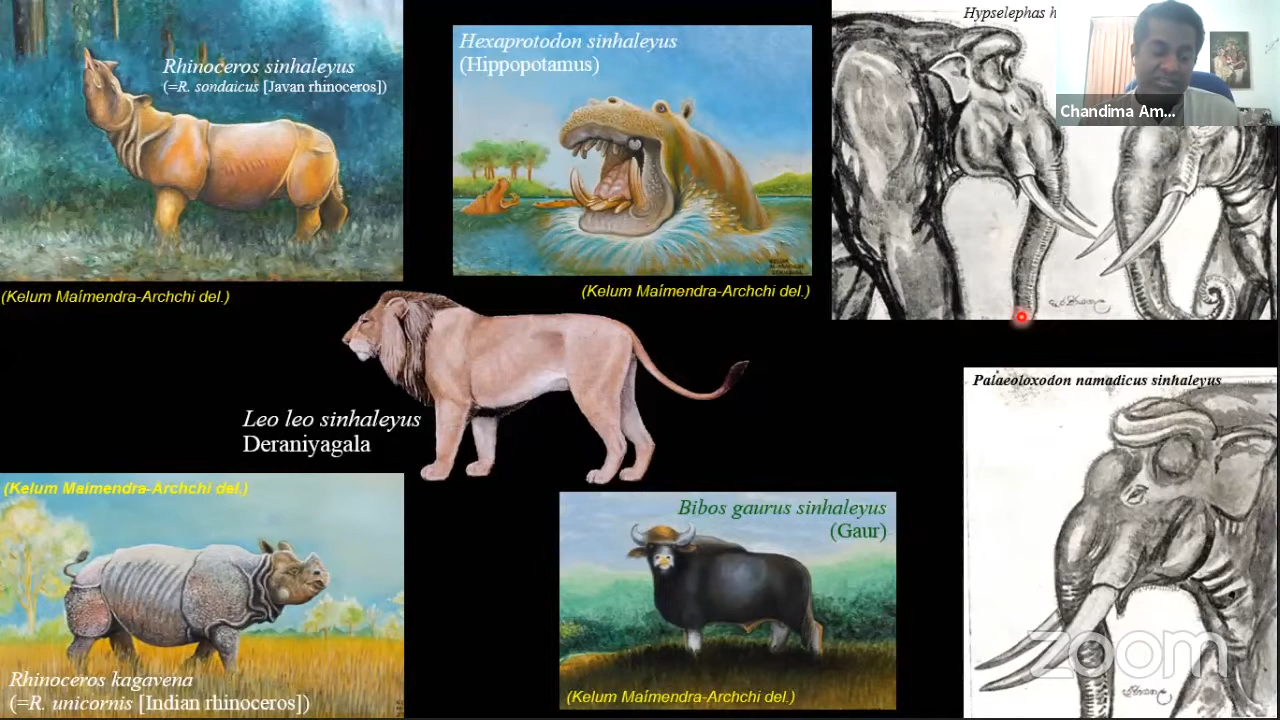 Rhinoceros sinhaleyus
(=R. sondaicus [Javan rhinoceros])
(Kelum Maímendra-Archchi del.)
Hexaprotodon sinhaleyus
(Hippopotamus)
(Kelum Maímendra-Archchi del.)
Hypselephas h
Chandima Am...
Leo leo sinhaleyus
Deraniyagala
Palaeoloxodon namadicus sinhaleyus
(Kelum Maímendra-Archchi del.)
Rhinoceros kagavena
(=R. unicornis [Indian rhinoceros])
Bibos gaurus sinhaleyus
(Gaur)
(Kelum Maímendra-Archchi del.)
zoom